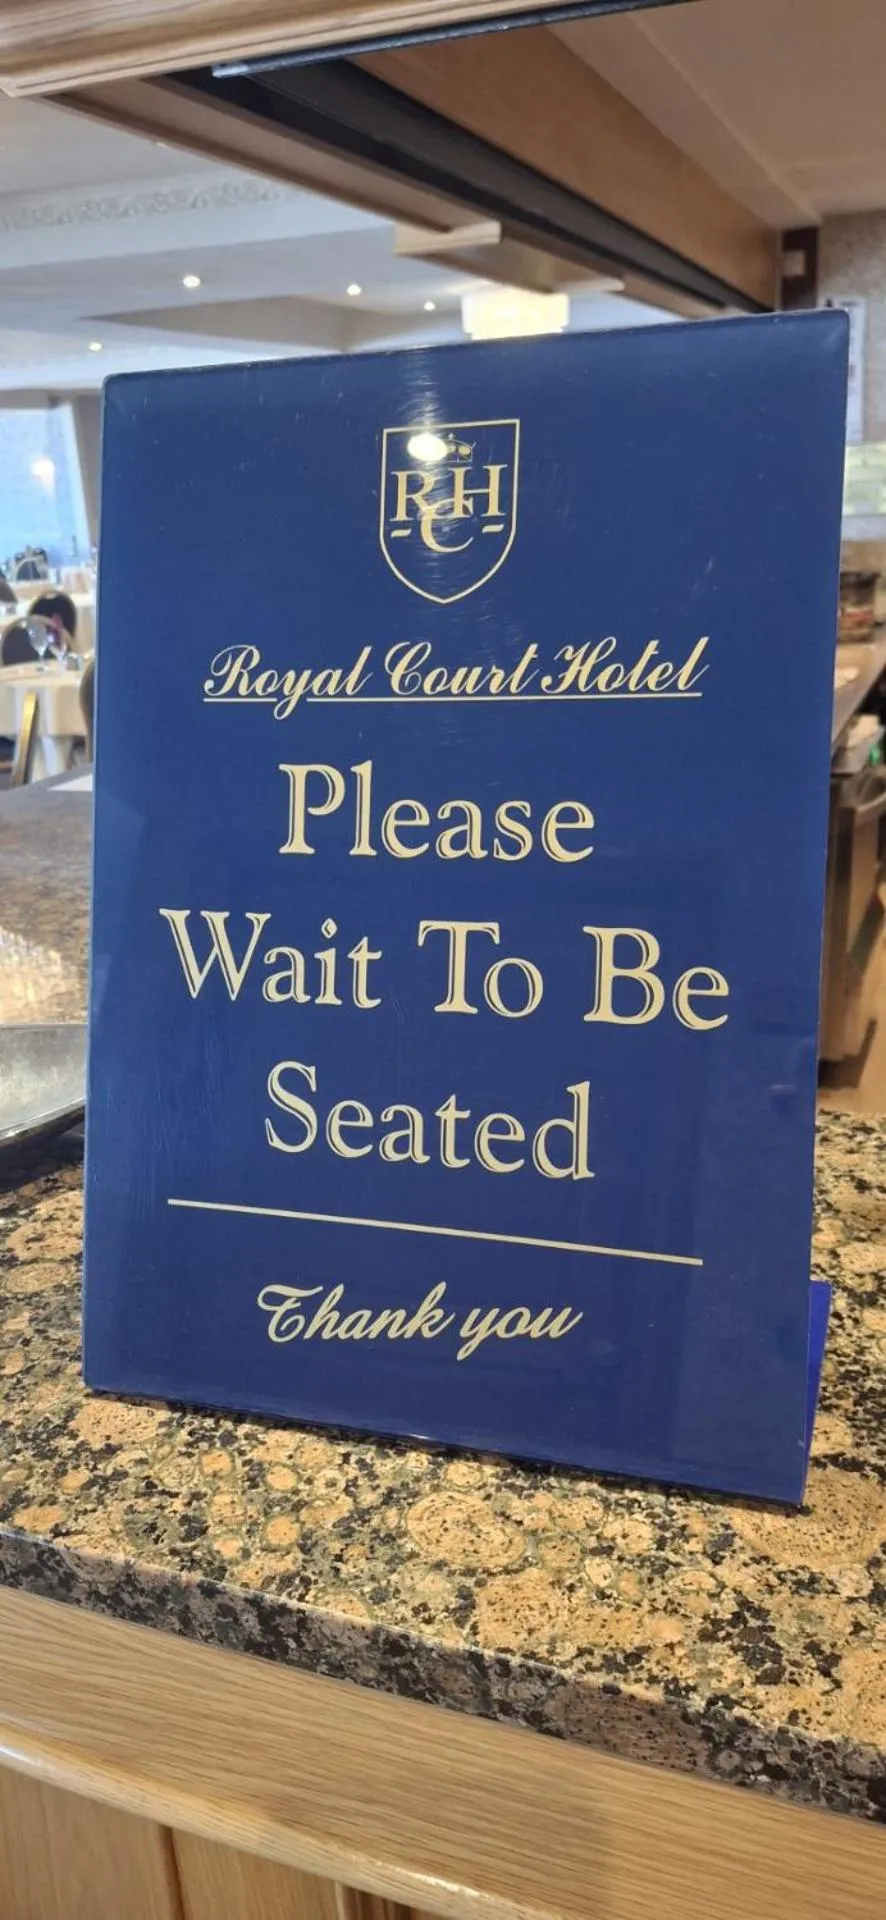 RCH
Royal Court Hotel
Please
Wait To Be
Seated
Thank you